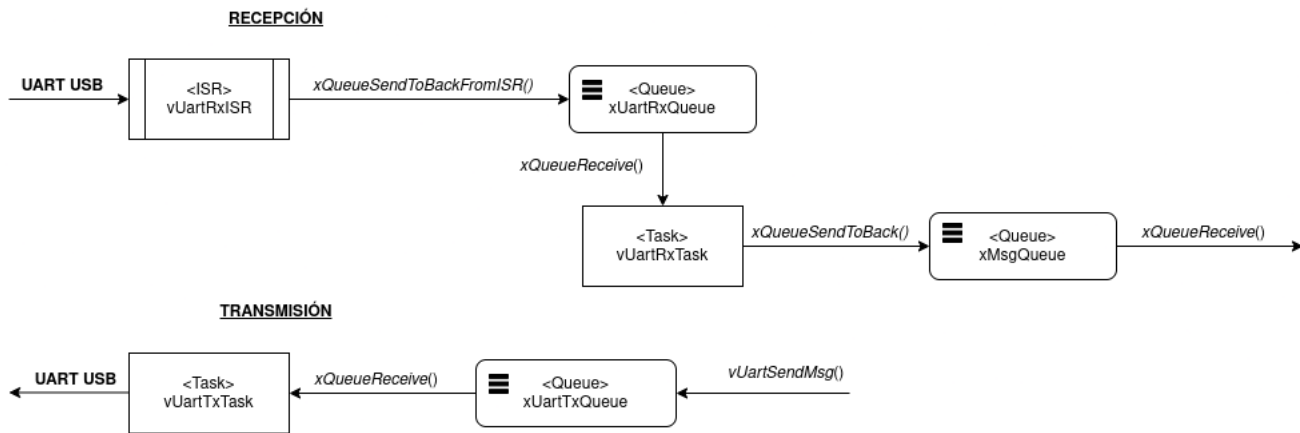 RECEPCIÓN
UART USB
<ISR>
vUartRxISR
xQueueSendToBackFromISR()
<Queue>
xUartRxQueue
xQueueReceive()
<Task>
vUartRxTask
xQueueSendToBack()
<Queue>
xMsgQueue
xQueueReceive()
TRANSMISIÓN
UART USB
<Task>
vUartTxTask
xQueueReceive()
<Queue>
xUartTxQueue
vUartSendMsg()